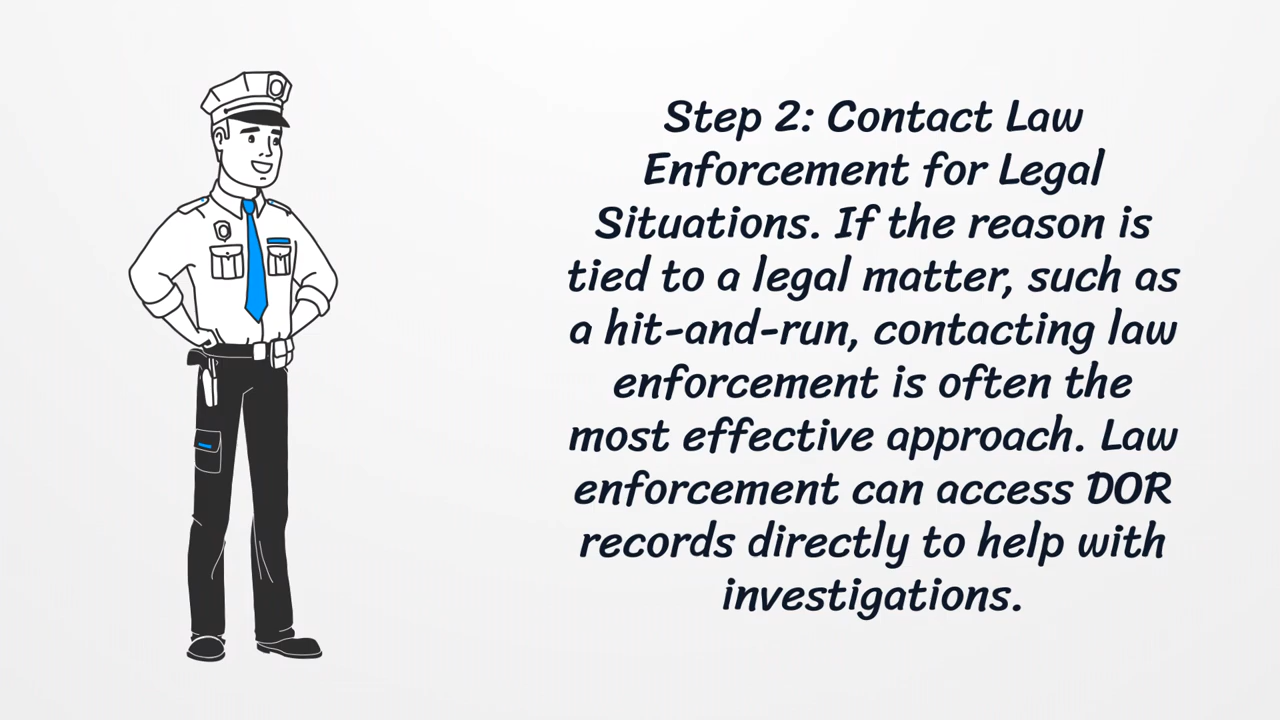 Step 2: Contact Law
Enforcement for Legal
Situations. If the reason is
tied to a legal matter, such as
a hit-and-run, contacting law
enforcement is often the
most effective approach. Law
enforcement can access DOR
records directly to help with
investigations.